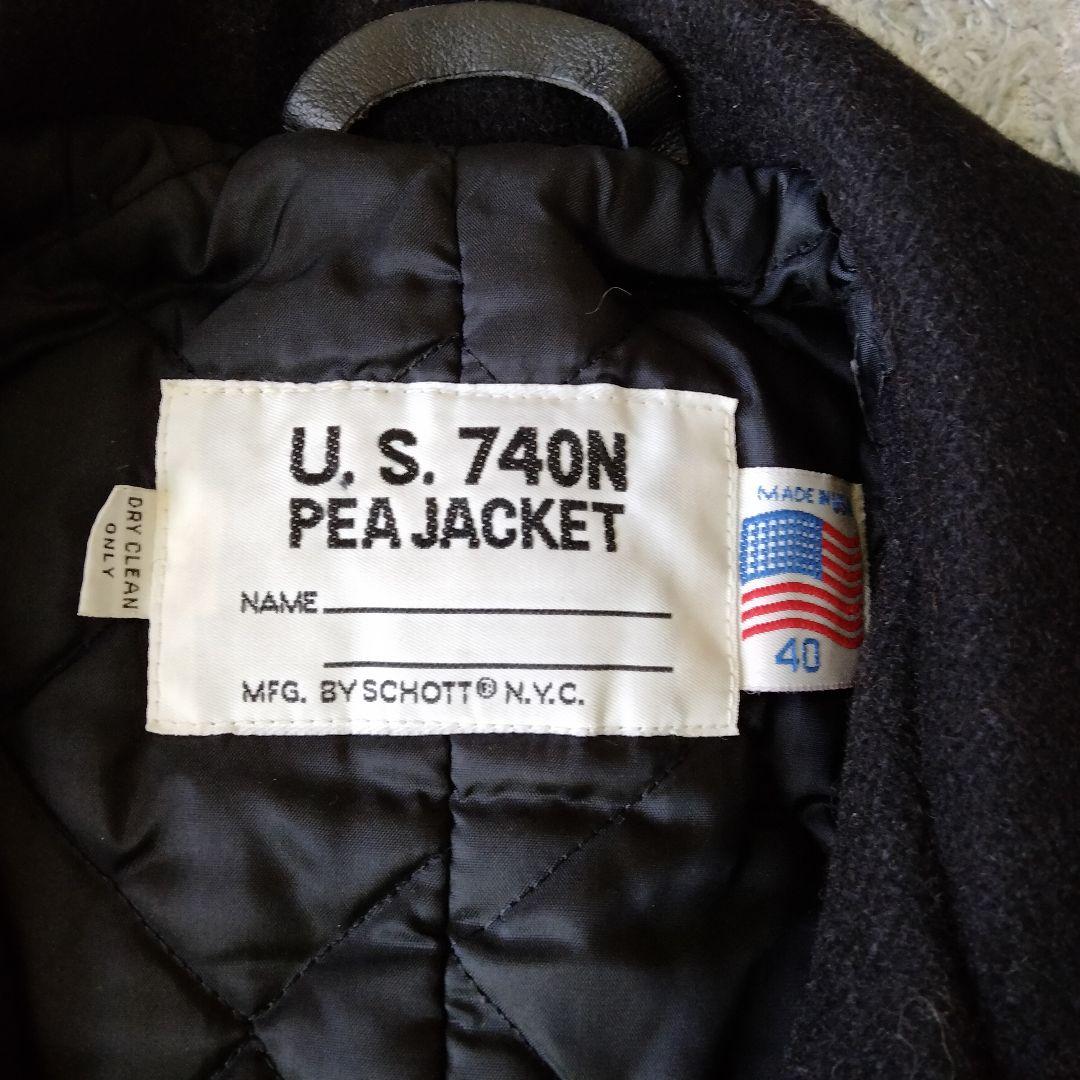 U. S. 740N
PEA JACKET
NAME
MFG. BY SCHOTT® N.Y.C.
DRY CLEAN
ONLY
MADE IN USA
40